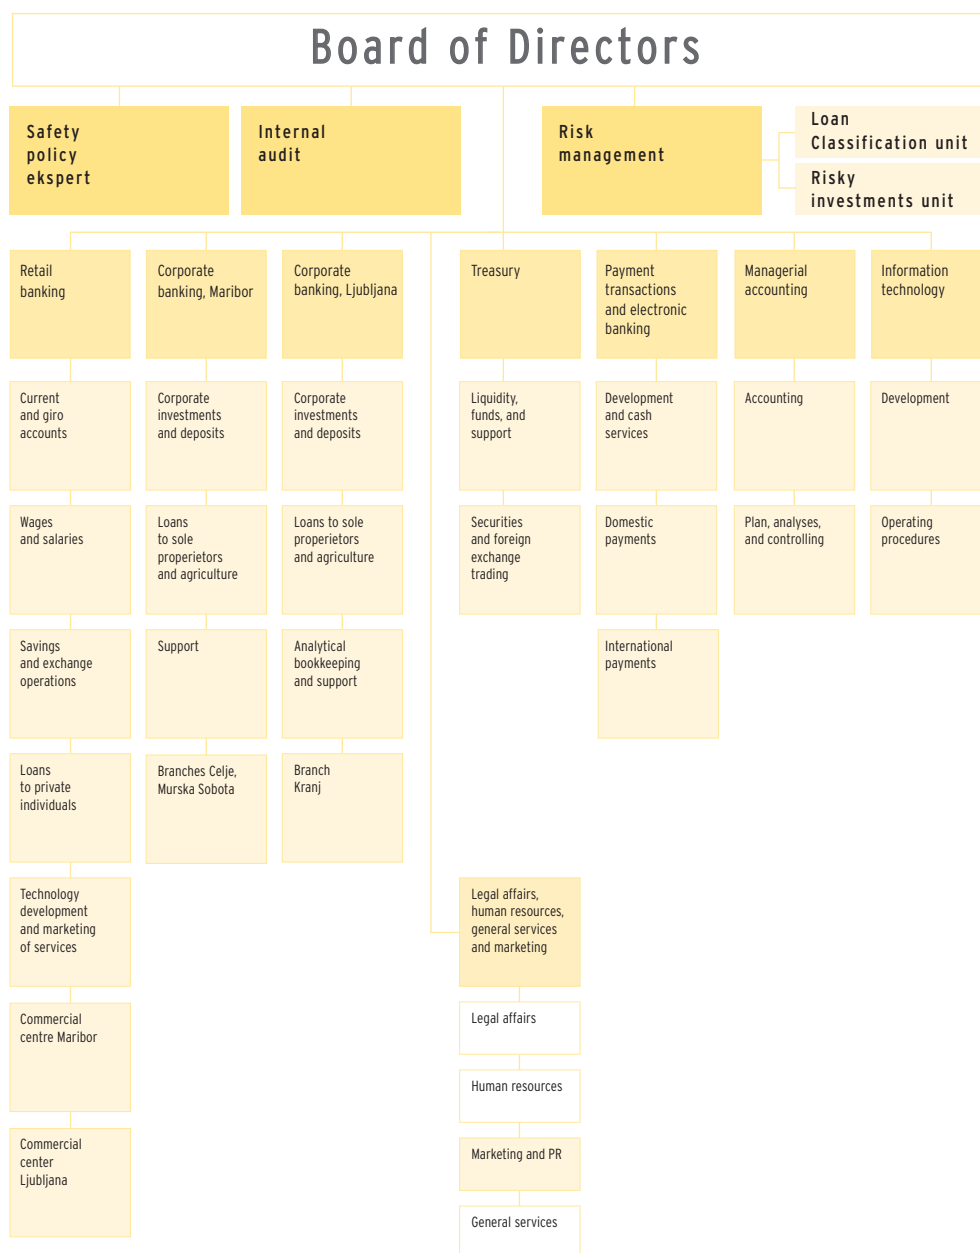 Board of Directors
Safety
policy
ekspert
Internal
audit
Risk
management
Loan
Classification unit
Risky
investments unit
Retail
banking
Corporate
banking, Maribor
Corporate
banking, Ljubljana
Treasury
Payment
transactions
and electronic
banking
Managerial
accounting
Information
technology
Current
and giro
accounts
Corporate
investments
and deposits
Corporate
investments
and deposits
Liquidity,
funds, and
support
Development
and cash
services
Accounting
Development
Wages
and salaries
Loans
to sole
properietors
and agriculture
Loans to sole
properietors
and agriculture
Securities
and foreign
exchange
trading
Domestic
payments
Plan, analyses,
and controlling
Operating
procedures
Savings
and exchange
operations
Support
Analytical
bookkeeping
and support
International
payments
Loans
to private
individuals
Branches Celje,
Murska Sobota
Branch
Kranj
Technology
development
and marketing
of services
Legal affairs,
human resources,
general services
and marketing
Commercial
centre Maribor
Legal affairs
Human resources
Commercial
center
Ljubljana
Marketing and PR
General services